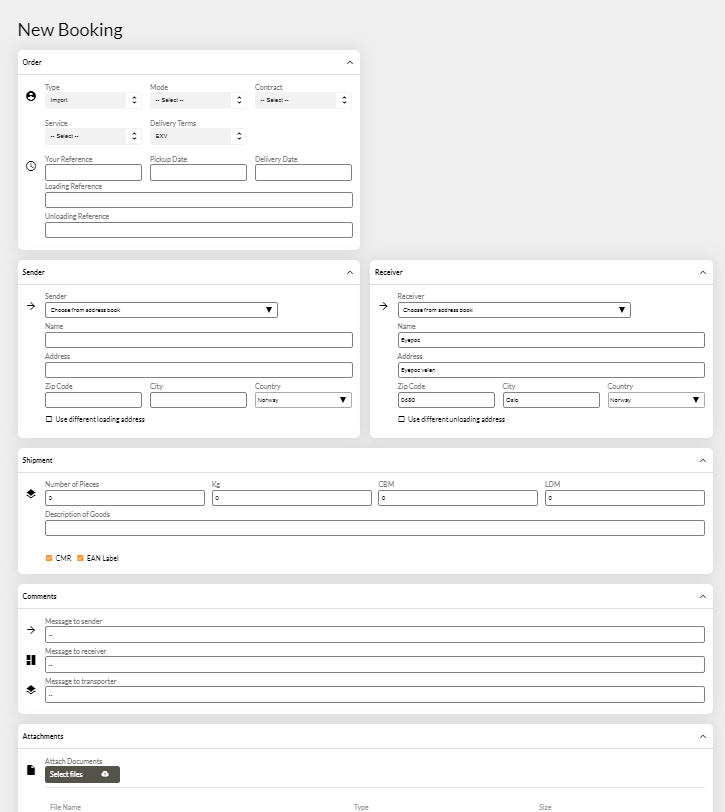 New Booking
Order
Type Mode Contract
Import -- Select -- -- Select --
Service Delivery Terms
-- Select -- EXV
Your Reference Pickup Date Delivery Date
Loading Reference
Unloading Reference
Sender Receiver
Sender Receiver
Choose from address book Choose from address book
Name Name
Eyepoc
Address Address
Eyepoc veien
Zip Code City Country Zip Code City Country
Norway 0680 Oslo Norway
Use different loading address Use different unloading address
Shipment
Number of Pieces Kg CBM LDM
0 0 0 0
Description of Goods
CMR EAN Label
Comments
Message to sender
--
Message to receiver
--
Message to transporter
--
Attachments
Attach Documents
Select files
File Name Type Size